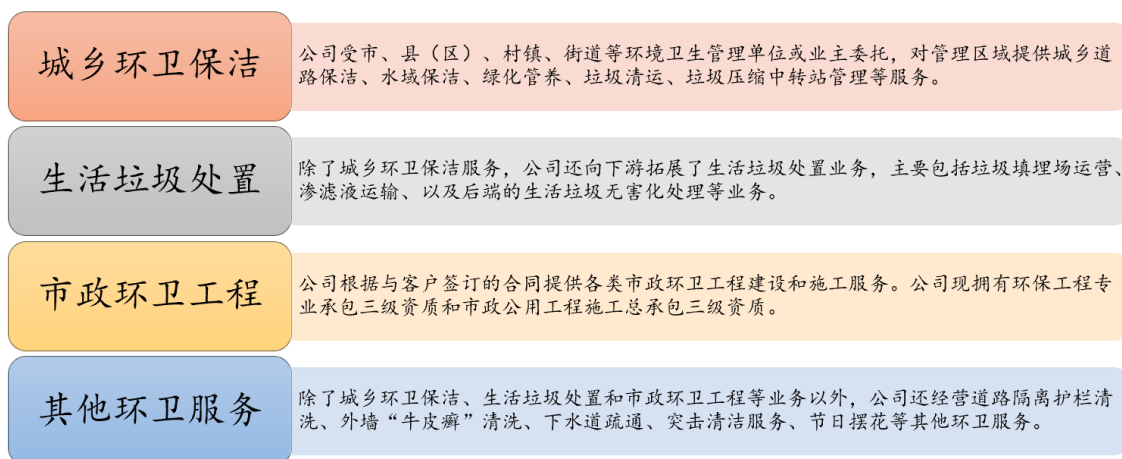 城乡环卫保洁
公司受市、县（区）、村镇、街道等环境卫生管理单位或业主委托，对管理区域提供城乡道
路保洁、水域保洁、绿化管养、垃圾清运、垃圾压缩中转站管理等服务。
生活垃圾处置
除了城乡环卫保洁服务，公司还向下游拓展了生活垃圾处置业务，主要包括垃圾填埋场运营、
渗滤液运输、以及后端的生活垃圾无害化处理等业务。
市政环卫工程
公司根据与客户签订的合同提供各类市政环卫工程建设和施工服务。公司现拥有环保工程专
业承包三级资质和市政公用工程施工总承包三级资质。
其他环卫服务
除了城乡环卫保洁、生活垃圾处置和市政环卫工程等业务以外，公司还经营道路隔离护栏清
洗、外墙“牛皮癣”清洗、下水道疏通、突击清洁服务、节日摆花等其他环卫服务。